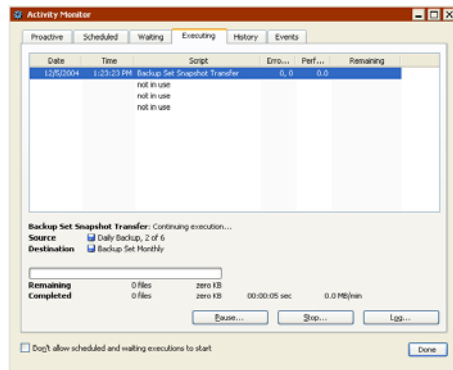 Activity Monitor
Proactive Scheduled Waiting Executing History Events
Date Time Script Erro... Perf... Remaining
12/5/2004 1:23:23 PM Backup Set Snapshot Transfer 0, 0 0.0
not in use
not in use
not in use
Backup Set Snapshot Transfer: Continuing execution...
Source Daily Backup, 2 of 6
Destination Backup Set Monthly
Remaining 0 files zero KB
Completed 0 files zero KB 00:00:05 sec 0.0 MB/min
Pause... Stop... Log...
Don't allow scheduled and waiting executions to start Done